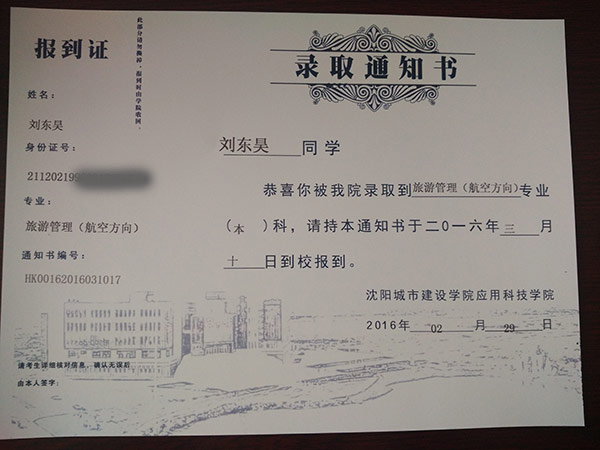 报到证
姓名：
刘东昊
身份证号：
211202199
专业：
旅游管理（航空方向）
通知书编号：
HK00162016031017
请考生详细核对信息，确认无误后
由本人签字：
此部分请勿撕掉，报到时由学院收回。
录取通知书
刘东昊 同学
恭喜你被我院录取到旅游管理（航空方向）专业
（本）科，请持本通知书于二0一六年三月
十日到校报到。
沈阳城市建设学院应用科技学院
2016年 02 月 29 日